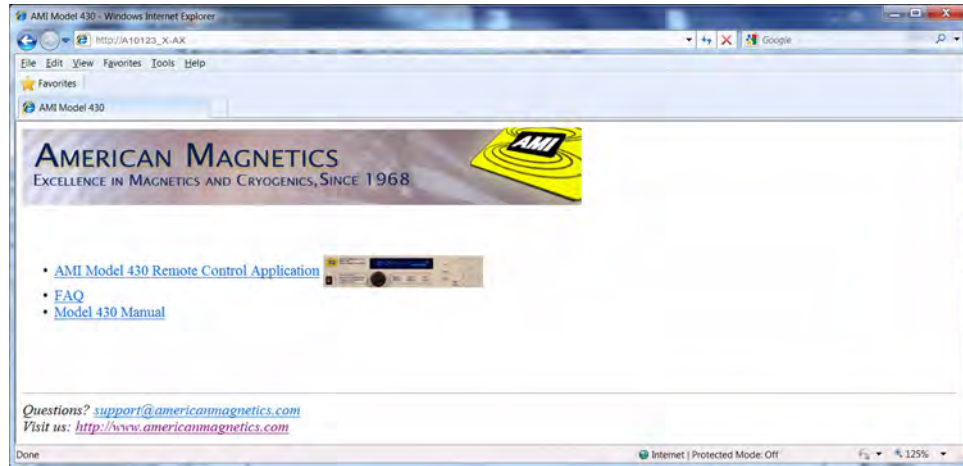 AMI Model 430 - Windows Internet Explorer
http://A10123_X-AX
Google
File Edit View Favorites Tools Help
Favorites
AMI Model 430
AMERICAN MAGNETICS
EXCELLENCE IN MAGNETICS AND CRYOGENICS, SINCE 1968
AMI
• AMI Model 430 Remote Control Application
• FAQ
• Model 430 Manual
Questions? support@americanmagnetics.com
Visit us: http://www.americanmagnetics.com
Done
Internet | Protected Mode: Off
125%